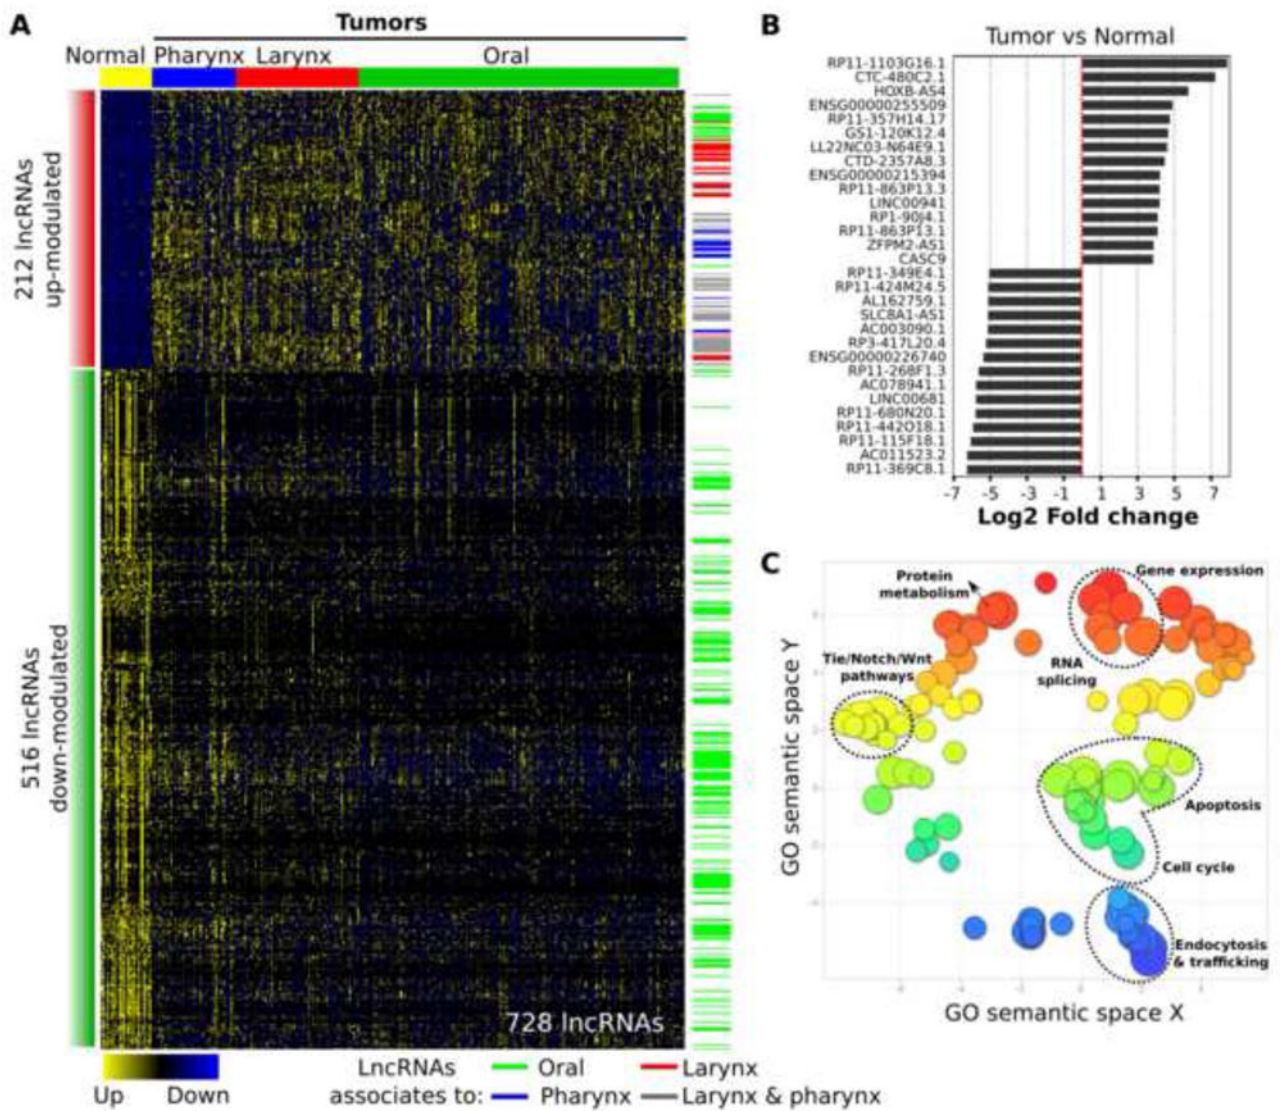 A
Tumors
Normal Pharynx Larynx Oral
212 lncRNAs
up-modulated
516 lncRNAs
down-modulated
728 lncRNAs
Up Down
LncRNAs
associates to:
Oral
Larynx
Pharynx
Larynx & pharynx
B
Tumor vs Normal
RP11-1103G16.1
CTC-480C2.1
HOXB-AS4
ENSG00000255509
RP11-357H14.17
GS1-120K12.4
LL22NC03-N64E9.1
CTD-2357A8.3
ENSG00000215394
RP11-863P13.3
LINC00941
RP1-90J4.1
RP11-863P13.1
ZFPM2-AS1
CASC9
RP11-349E4.1
RP11-424M24.5
AL162759.1
SLC8A1-AS1
AC003090.1
RP3-417L20.4
ENSG00000226740
RP11-268F1.3
AC078941.1
LINC00681
RP11-680N20.1
RP11-442O18.1
RP11-115F18.1
AC011523.2
RP11-369C8.1
-7 -5 -3 -1 1 3 5 7
Log2 Fold change
C
Protein
metabolism
Gene expression
Tie/Notch/Wnt
pathways
RNA
splicing
Apoptosis
Cell cycle
Endocytosis
& trafficking
GO semantic space Y
GO semantic space X